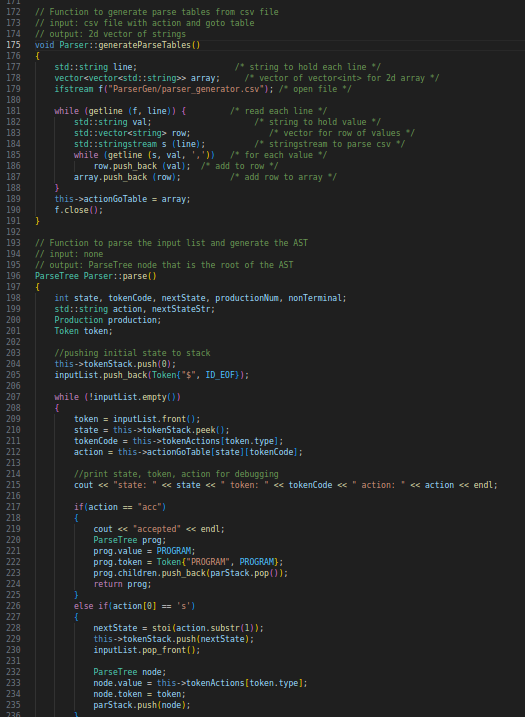 171
172 // Function to generate parse tables from csv file
173 // input: csv file with action and goto table
174 // output: 2d vector of strings
175 void Parser::generateParseTables()
176 {
177     std::string line;                    /* string to hold each line */
178     vector<vector<std::string>> array;     /* vector of vector<int> for 2d array */
179     ifstream f("ParserGen/parser_generator.csv"); /* open file */
180
181     while (getline (f, line)) {         /* read each line */
182         std::string val;                     /* string to hold value */
183         std::vector<string> row;                /* vector for row of values */
184         std::stringstream s (line);          /* stringstream to parse csv */
185         while (getline (s, val, ','))   /* for each value */
186             row.push_back (val);  /* add to row */
187         array.push_back (row);          /* add row to array */
188     }
189     this->actionGoTable = array;
190     f.close();
191 }
192
193 // Function to parse the input list and generate the AST
194 // input: none
195 // output: ParseTree node that is the root of the AST
196 ParseTree Parser::parse()
197 {
198     int state, tokenCode, nextState, productionNum, nonTerminal;
199     std::string action, nextStateStr;
200     Production production;
201     Token token;
202
203     //pushing initial state to stack
204     this->tokenStack.push(0);
205     inputList.push_back(Token{"$", ID_EOF});
206
207     while (!inputList.empty())
208     {
209         token = inputList.front();
210         state = this->tokenStack.peek();
211         tokenCode = this->tokenActions[token.type];
212         action = this->actionGoTable[state][tokenCode];
213
214         //print state, token, action for debugging
215         cout << "state: " << state << " token: " << tokenCode << " action: " << action << endl;
216
217         if(action == "acc")
218         {
219             cout << "accepted" << endl;
220             ParseTree prog;
221             prog.value = PROGRAM;
222             prog.token = Token{"PROGRAM", PROGRAM};
223             prog.children.push_back(parStack.pop());
224             return prog;
225         }
226         else if(action[0] == 's')
227         {
228             nextState = stoi(action.substr(1));
229             this->tokenStack.push(nextState);
230             inputList.pop_front();
231
232             ParseTree node;
233             node.value = this->tokenActions[token.type];
234             node.token = token;
235             parStack.push(node);
236         }